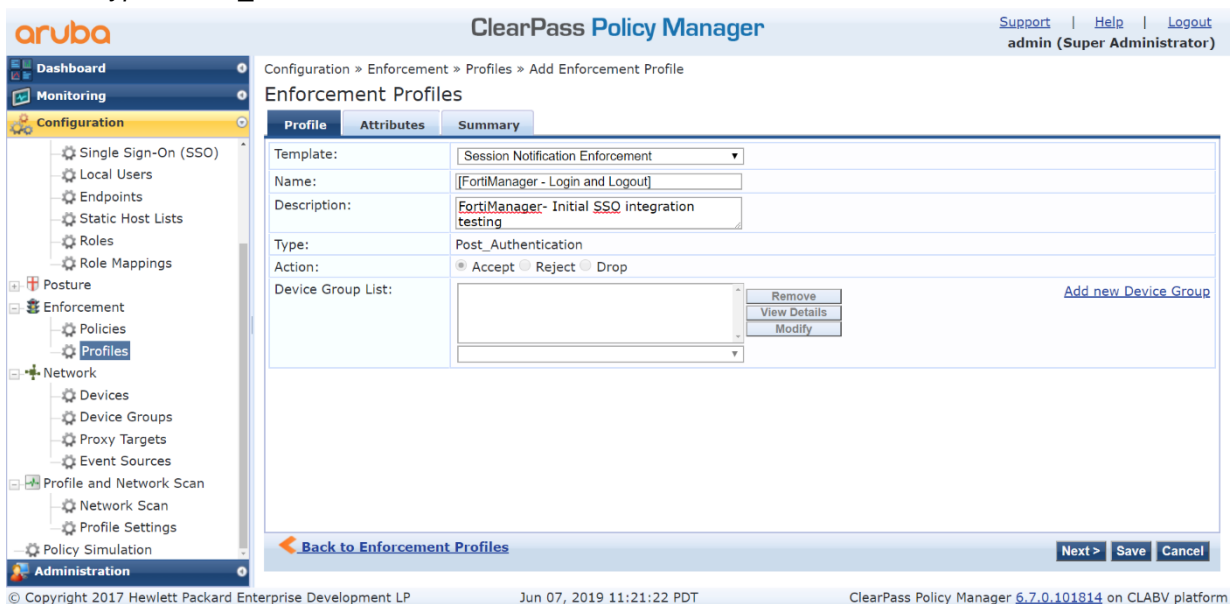 aruba
ClearPass Policy Manager
Support | Help | Logout
admin (Super Administrator)
Dashboard
Monitoring
Configuration
Single Sign-On (SSO)
Local Users
Endpoints
Static Host Lists
Roles
Role Mappings
Posture
Enforcement
Policies
Profiles
Network
Devices
Device Groups
Proxy Targets
Event Sources
Profile and Network Scan
Network Scan
Profile Settings
Policy Simulation
Administration
Configuration » Enforcement » Profiles » Add Enforcement Profile
Enforcement Profiles
Profile Attributes Summary
Template: Session Notification Enforcement
Name: [FortiManager - Login and Logout]
Description: FortiManager- Initial SSO integration
testing
Type: Post_Authentication
Action: Accept Reject Drop
Device Group List: Remove Add new Device Group
View Details
Modify
Back to Enforcement Profiles
Next > Save Cancel
© Copyright 2017 Hewlett Packard Enterprise Development LP Jun 07, 2019 11:21:22 PDT ClearPass Policy Manager 6.7.0.101814 on CLABV platform